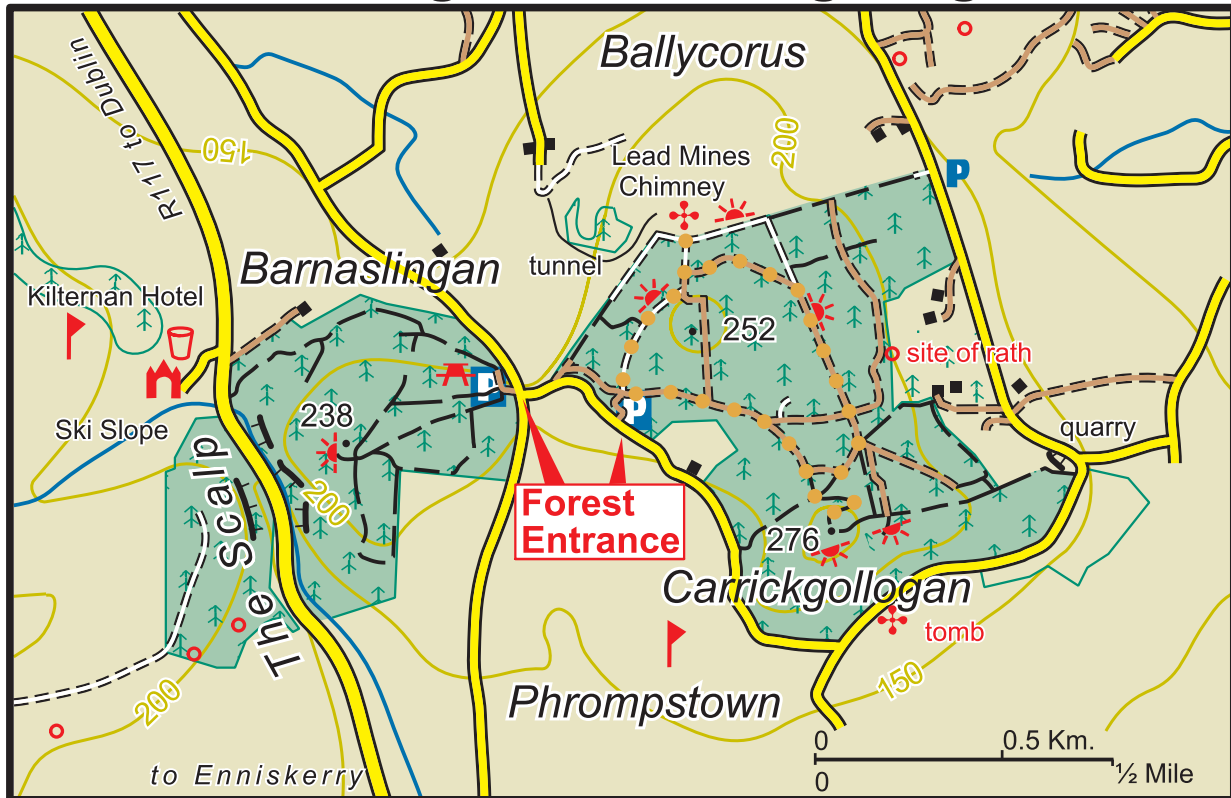 Ballycorus
R117 to Dublin
150
200
Lead Mines
Chimney
P
Barnaslingan
tunnel
Kilternan Hotel
252
site of rath
P
P
238
Ski Slope
quarry
The Scalp
200
Forest
Entrance
276
Carrickgollogan
tomb
Phrompstown
150
200
0
0.5 Km.
0
½ Mile
to Enniskerry